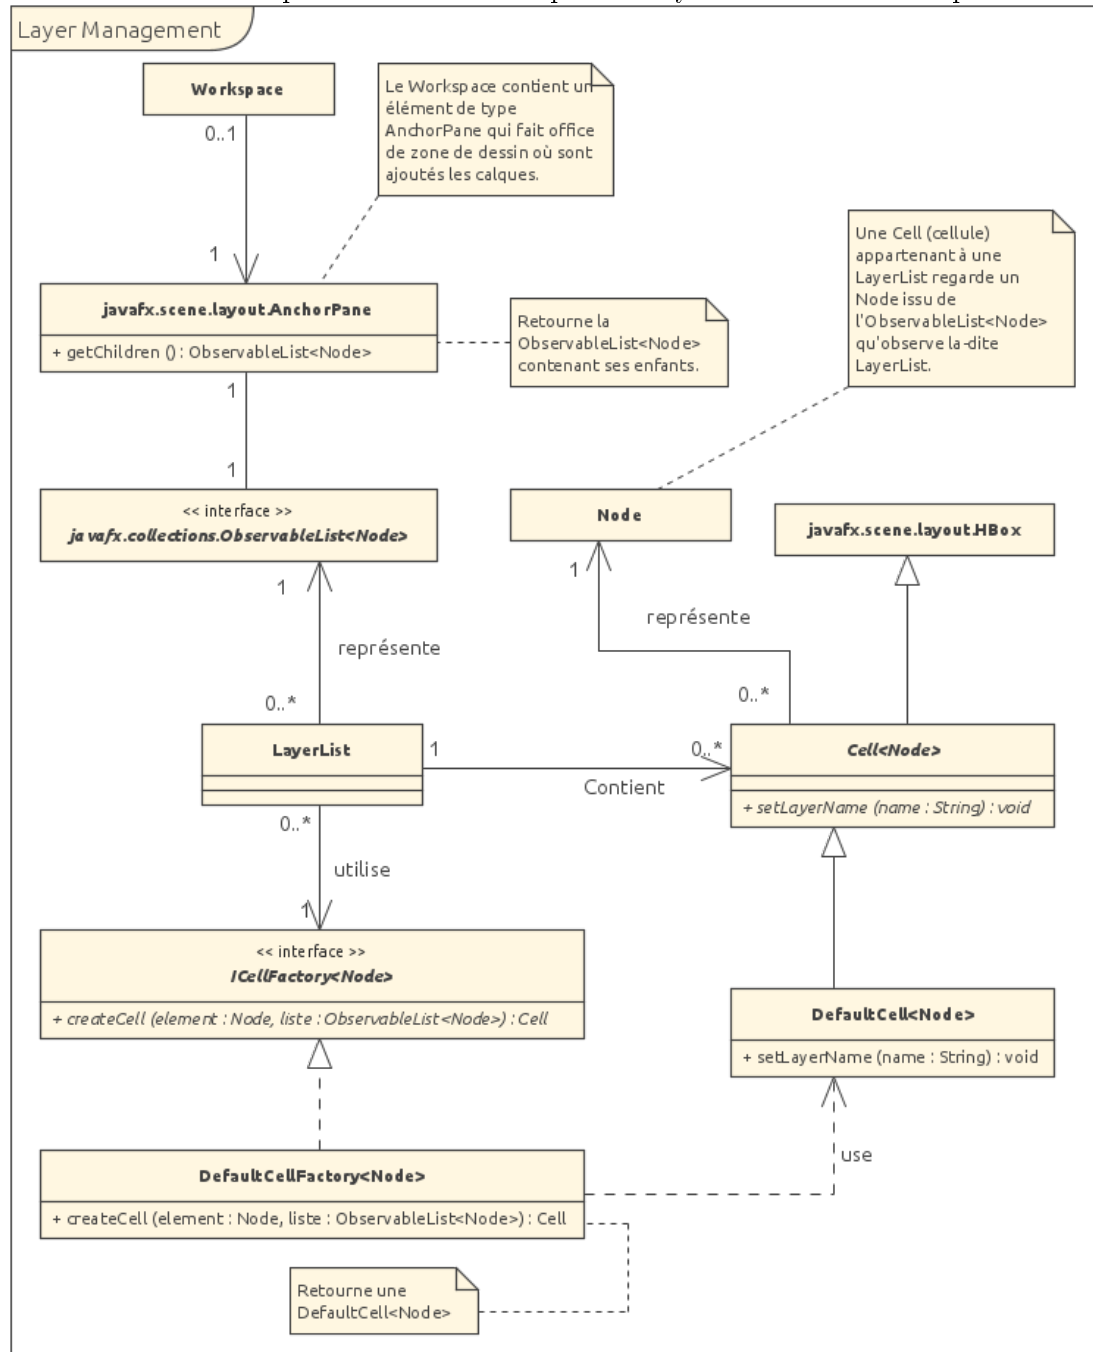 Layer Management
Workspace
0..1
1
Le Workspace contient un
élément de type
AnchorPane qui fait office
de zone de dessin où sont
ajoutés les calques.
javafx.scene.layout.AnchorPane
+ getChildren () : ObservableList<Node>
Retourne la
ObservableList<Node>
contenant ses enfants.
Une Cell (cellule)
appartenant à une
LayerList regarde un
Node issu de
l'ObservableList<Node>
qu'observe la-dite
LayerList.
1
1
<< interface >>
javafx.collections.ObservableList<Node>
Node
javafx.scene.layout.HBox
1
représente
0..*
1
représente
0..*
LayerList
1
0..*
Contient
Cell<Node>
+ setLayerName (name : String) : void
0..*
utilise
1
<< interface >>
ICellFactory<Node>
+ createCell (element : Node, liste : ObservableList<Node>) : Cell
DefaultCell<Node>
+ setLayerName (name : String) : void
use
DefaultCellFactory<Node>
+ createCell (element : Node, liste : ObservableList<Node>) : Cell
Retourne une
DefaultCell<Node>